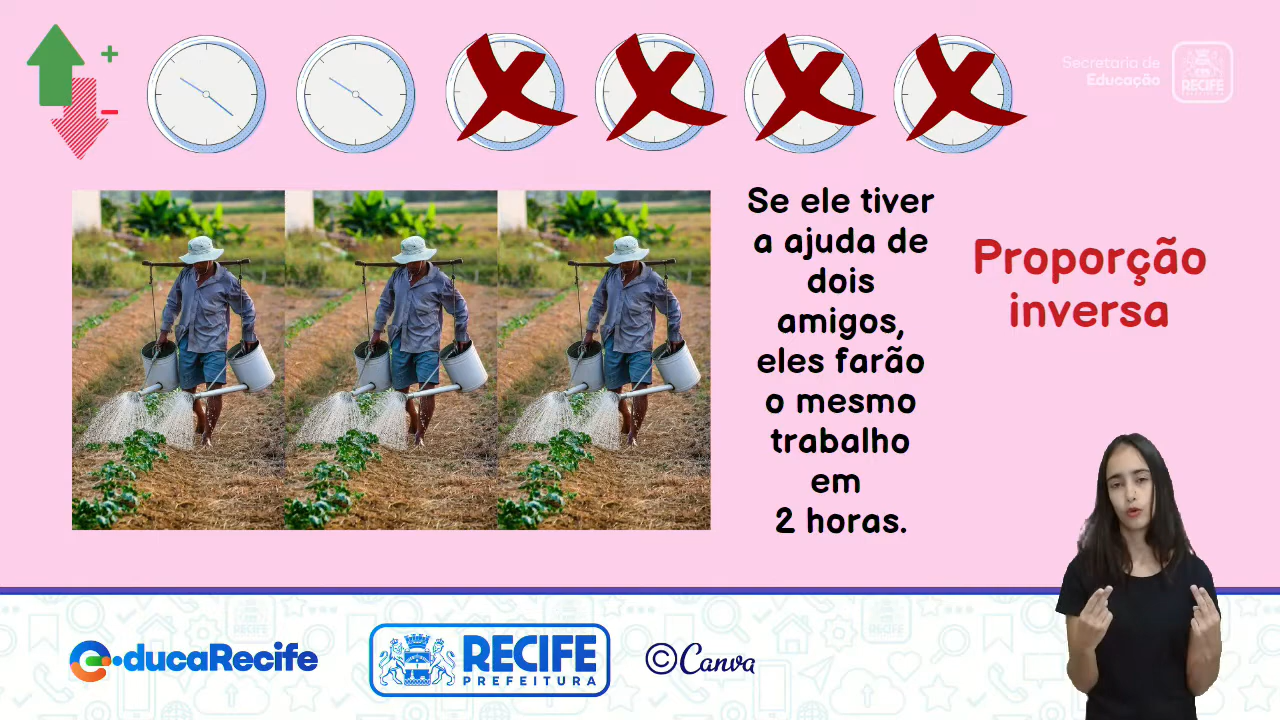 +
-
Secretaria de
Educação
RECIFE
PREFEITURA
Se ele tiver
a ajuda de
dois
amigos,
eles farão
o mesmo
trabalho
em
2 horas.
Proporção
inversa
EducaRecife
RECIFE
PREFEITURA
©Canva